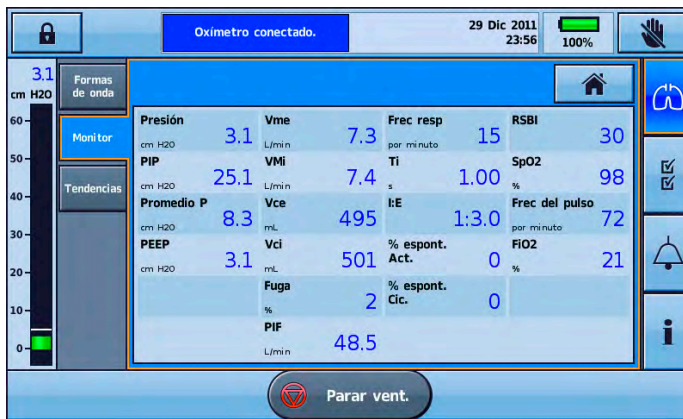 Oxímetro conectado.
29 Dic 2011
23:56
100%
3.1
cm H2O
60
50
40
30
20
10
0
Formas
de onda
Monitor
Tendencias
Presión
cm H2O
3.1
Vme
L/min
7.3
Frec resp
por minuto
15
RSBI
30
PIP
cm H2O
25.1
VMi
L/min
7.4
Ti
s
1.00
SpO2
%
98
Promedio P
cm H2O
8.3
Vce
mL
495
I:E
1:3.0
Frec del pulso
por minuto
72
PEEP
cm H2O
3.1
Vci
mL
501
% espont.
Act.
0
FiO2
%
21
Fuga
%
2
% espont.
Cic.
0
PIF
L/min
48.5
Parar vent.